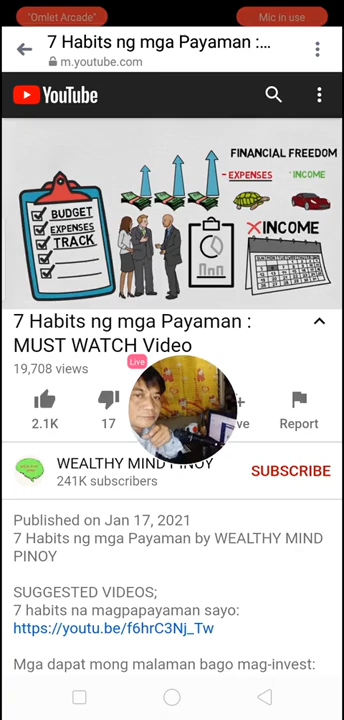 "Omlet Arcade"
Mic in use
7 Habits ng mga Payaman :...
m.youtube.com
YouTube
FINANCIAL FREEDOM
- EXPENSES
· INCOME
BUDGET
EXPENSES
TRACK
INCOME
7 Habits ng mga Payaman :
MUST WATCH Video
19,708 views
Live
2.1K
17
ve
Report
WEALTHY MIND PINOY
241K subscribers
SUBSCRIBE
Published on Jan 17, 2021
7 Habits ng mga Payaman by WEALTHY MIND
PINOY
SUGGESTED VIDEOS;
7 habits na magpapayaman sayo:
https://youtu.be/f6hrC3Nj_Tw
Mga dapat mong malaman bago mag-invest: